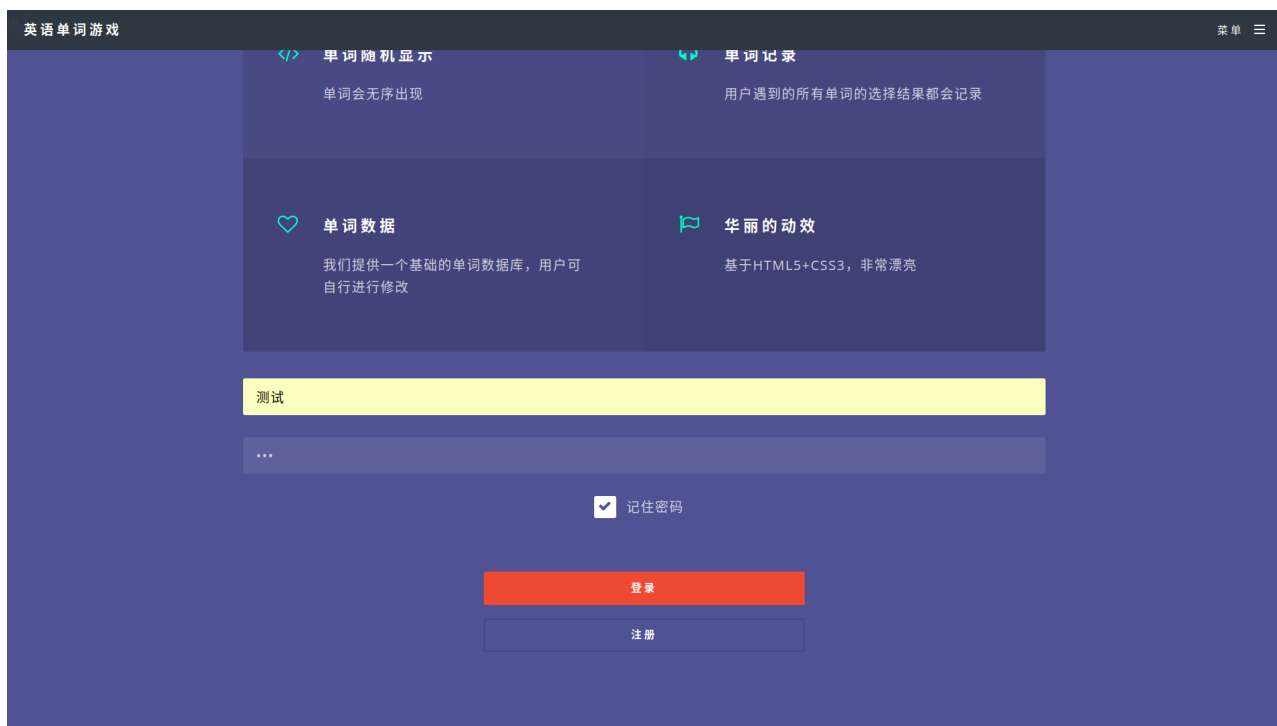 英语单词游戏
菜单
单词随机显示
单词会无序出现
单词记录
用户遇到的所有单词的选择结果都会记录
单词数据
我们提供一个基础的单词数据库，用户可
自行进行修改
华丽的动效
基于HTML5+CSS3，非常漂亮
测试
•••
记住密码
登录
注册